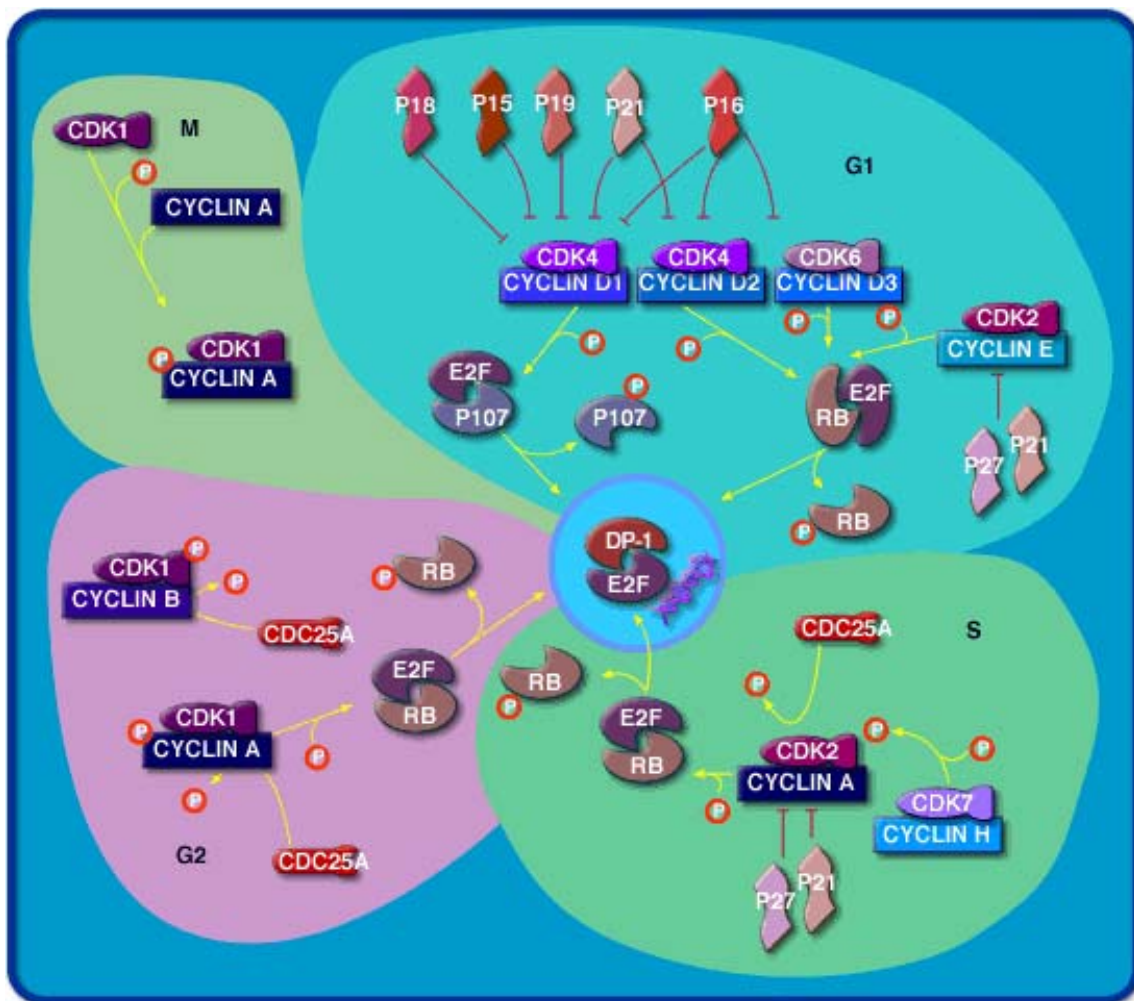 P18
P15
P19
P21
P16
G1
CDK4
CYCLIN D1
CDK4
CYCLIN D2
CDK6
CYCLIN D3
CDK2
CYCLIN E
P
P
P
P
E2F
P107
P
P107
E2F
RB
P27
P21
P
RB
M
CDK1
P
CYCLIN A
P
CDK1
CYCLIN A
DP-1
E2F
CDK1
P
CYCLIN B
P
CDC25A
P
RB
E2F
RB
P
CDK1
CYCLIN A
P
P
G2
CDC25A
S
CDC25A
P
RB
P
E2F
RB
P
CDK2
CYCLIN A
P
P
CDK7
CYCLIN H
P27
P21